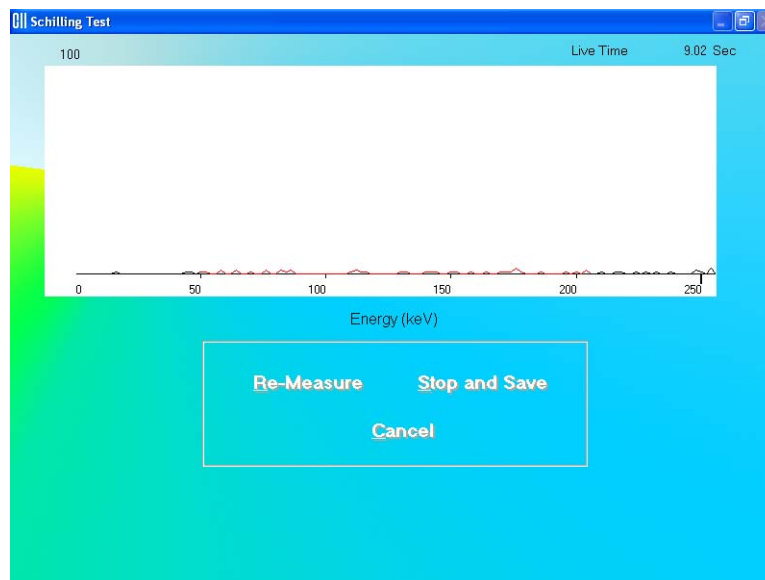 Schilling Test
100 Live Time 9.02 Sec
0 50 100 150 200 250
Energy (keV)
Re-Measure Stop and Save
Cancel